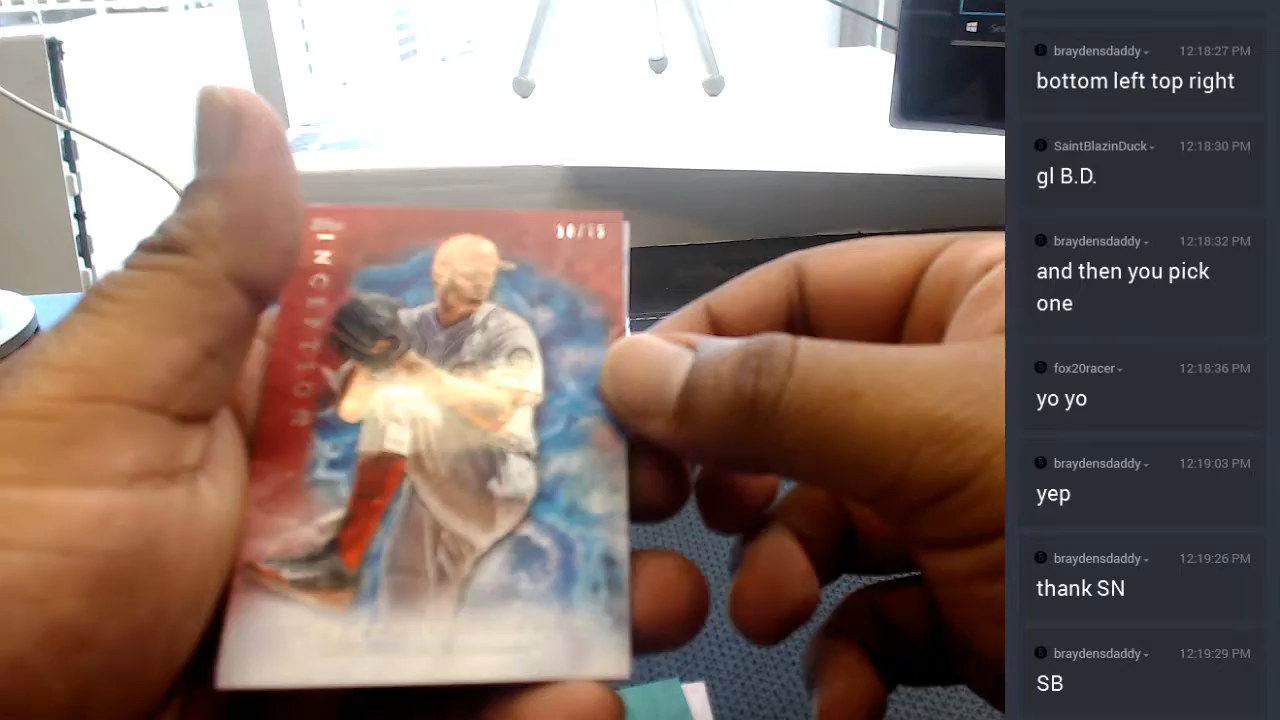 INCEPTION
braydensdaddy
12:18:27 PM
bottom left top right
SaintBlazinDuck
12:18:30 PM
gl B.D.
braydensdaddy
12:18:32 PM
and then you pick
one
fox20racer
12:18:36 PM
yo yo
braydensdaddy
12:19:03 PM
yep
braydensdaddy
12:19:26 PM
thank SN
braydensdaddy
12:19:29 PM
SB